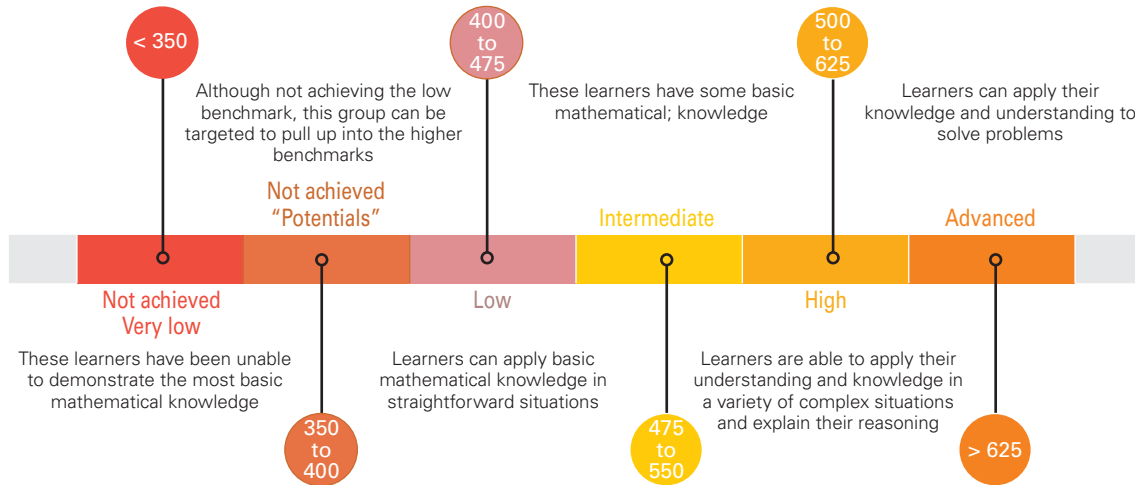 < 350
400
to
475
500
to
625
Although not achieving the low
benchmark, this group can be
targeted to pull up into the higher
benchmarks
These learners have some basic
mathematical; knowledge
Learners can apply their
knowledge and understanding to
solve problems
Not achieved
“Potentials”
Intermediate
Advanced
Not achieved
Very low
Low
High
These learners have been unable
to demonstrate the most basic
mathematical knowledge
Learners can apply basic
mathematical knowledge in
straightforward situations
Learners are able to apply their
understanding and knowledge in
a variety of complex situations
and explain their reasoning
350
to
400
475
to
550
> 625